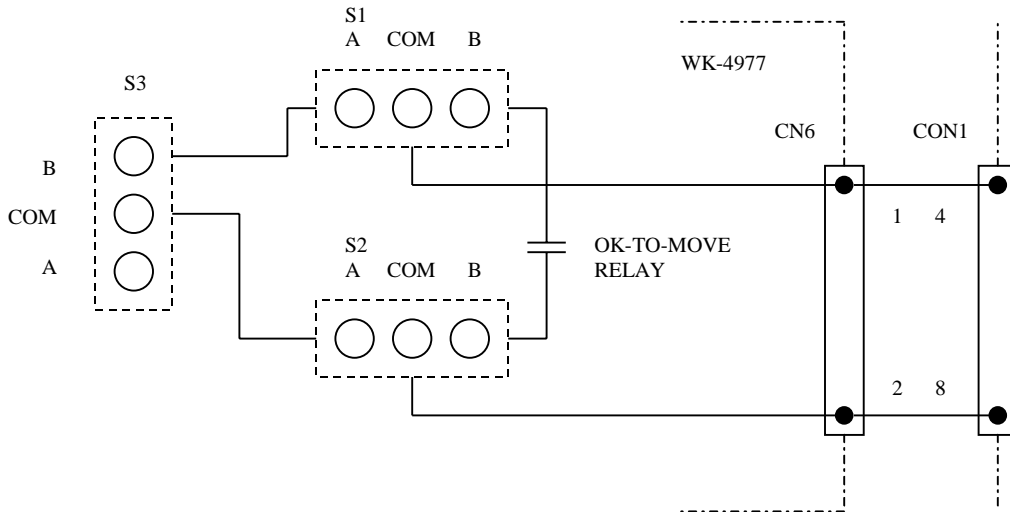 S1
A COM B
WK-4977
S3
CN6 CON1
B
COM
A
1 4
S2
A COM B
OK-TO-MOVE
RELAY
2 8